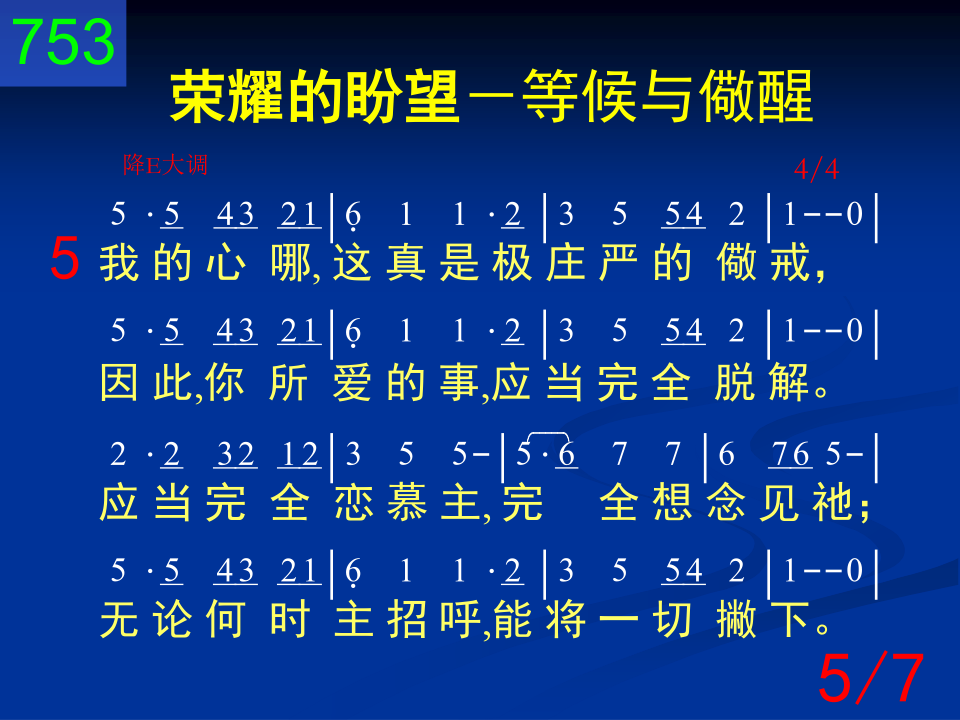 753
荣耀的盼望－等候与儆醒
降E大调 4/4
5 · 5 43 21│6̣ 1 1 · 2│3 5 54 2│1--0│
5 我的心 哪, 这真是极庄严的 儆戒,
5 · 5 43 21│6̣ 1 1 · 2│3 5 54 2│1--0│
因此,你 所 爱的事,应当完全 脱解。
2 · 2 32 12│3 5 5-│5 · 6 7 7│6 76 5-│
应当完 全 恋慕主, 完 全想念见祂;
5 · 5 43 21│6̣ 1 1 · 2│3 5 54 2│1--0│
无论何 时 主招呼,能将一切 撇下。
5/7